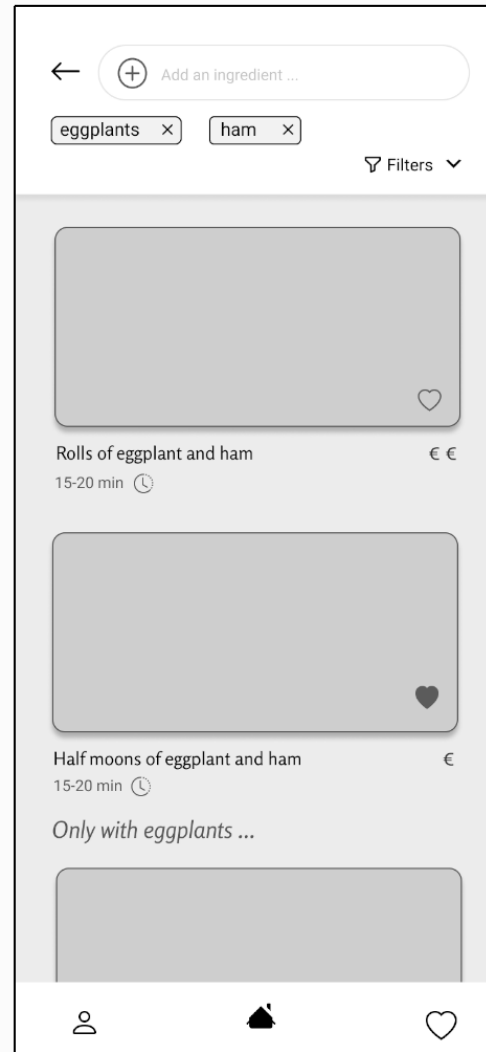 Add an ingredient ...
eggplants × ham ×
Filters
Rolls of eggplant and ham € €
15-20 min
Half moons of eggplant and ham €
15-20 min
Only with eggplants ...